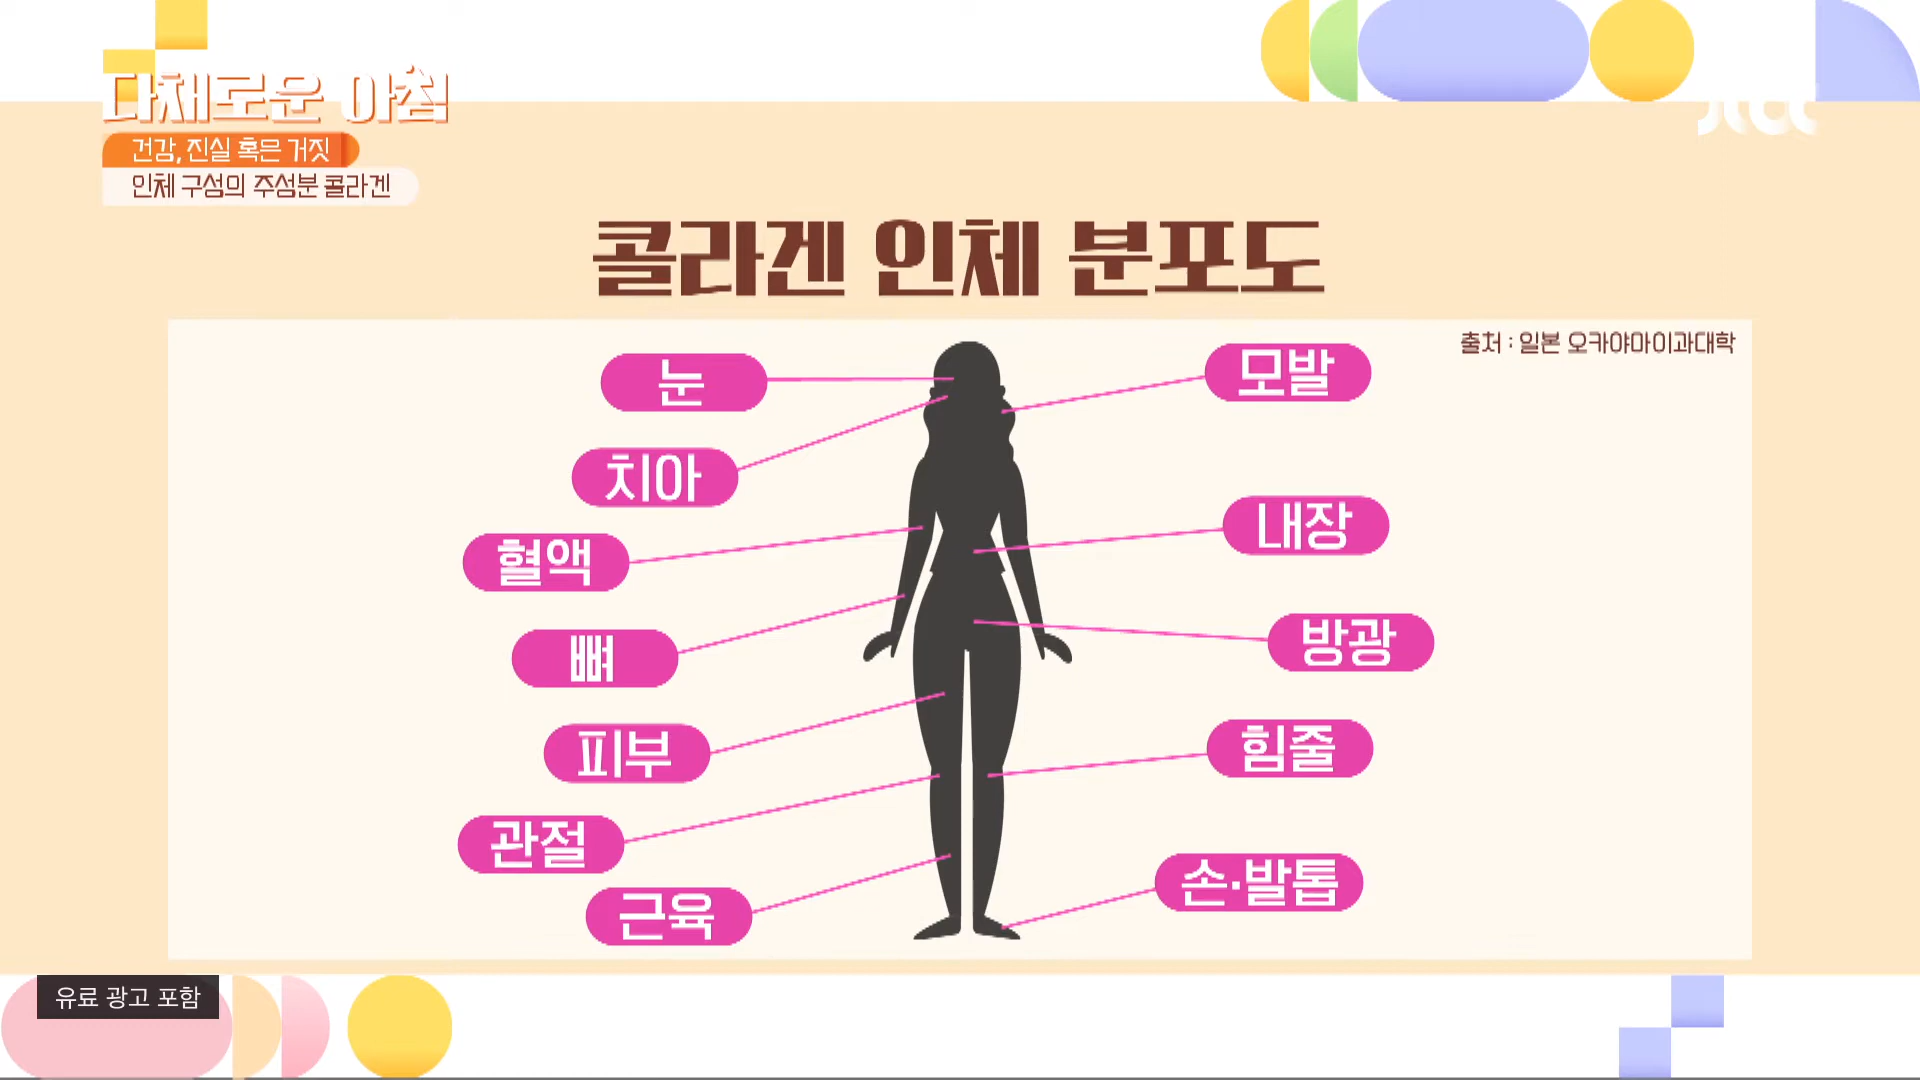 다채로운 아침
jtbc
건강, 진실 혹은 거짓
인체 구성의 주성분 콜라겐
콜라겐 인체 분포도
출처 : 일본 오카야마이과대학
눈
모발
치아
내장
혈액
방광
뼈
피부
힘줄
관절
손·발톱
근육
유료 광고 포함